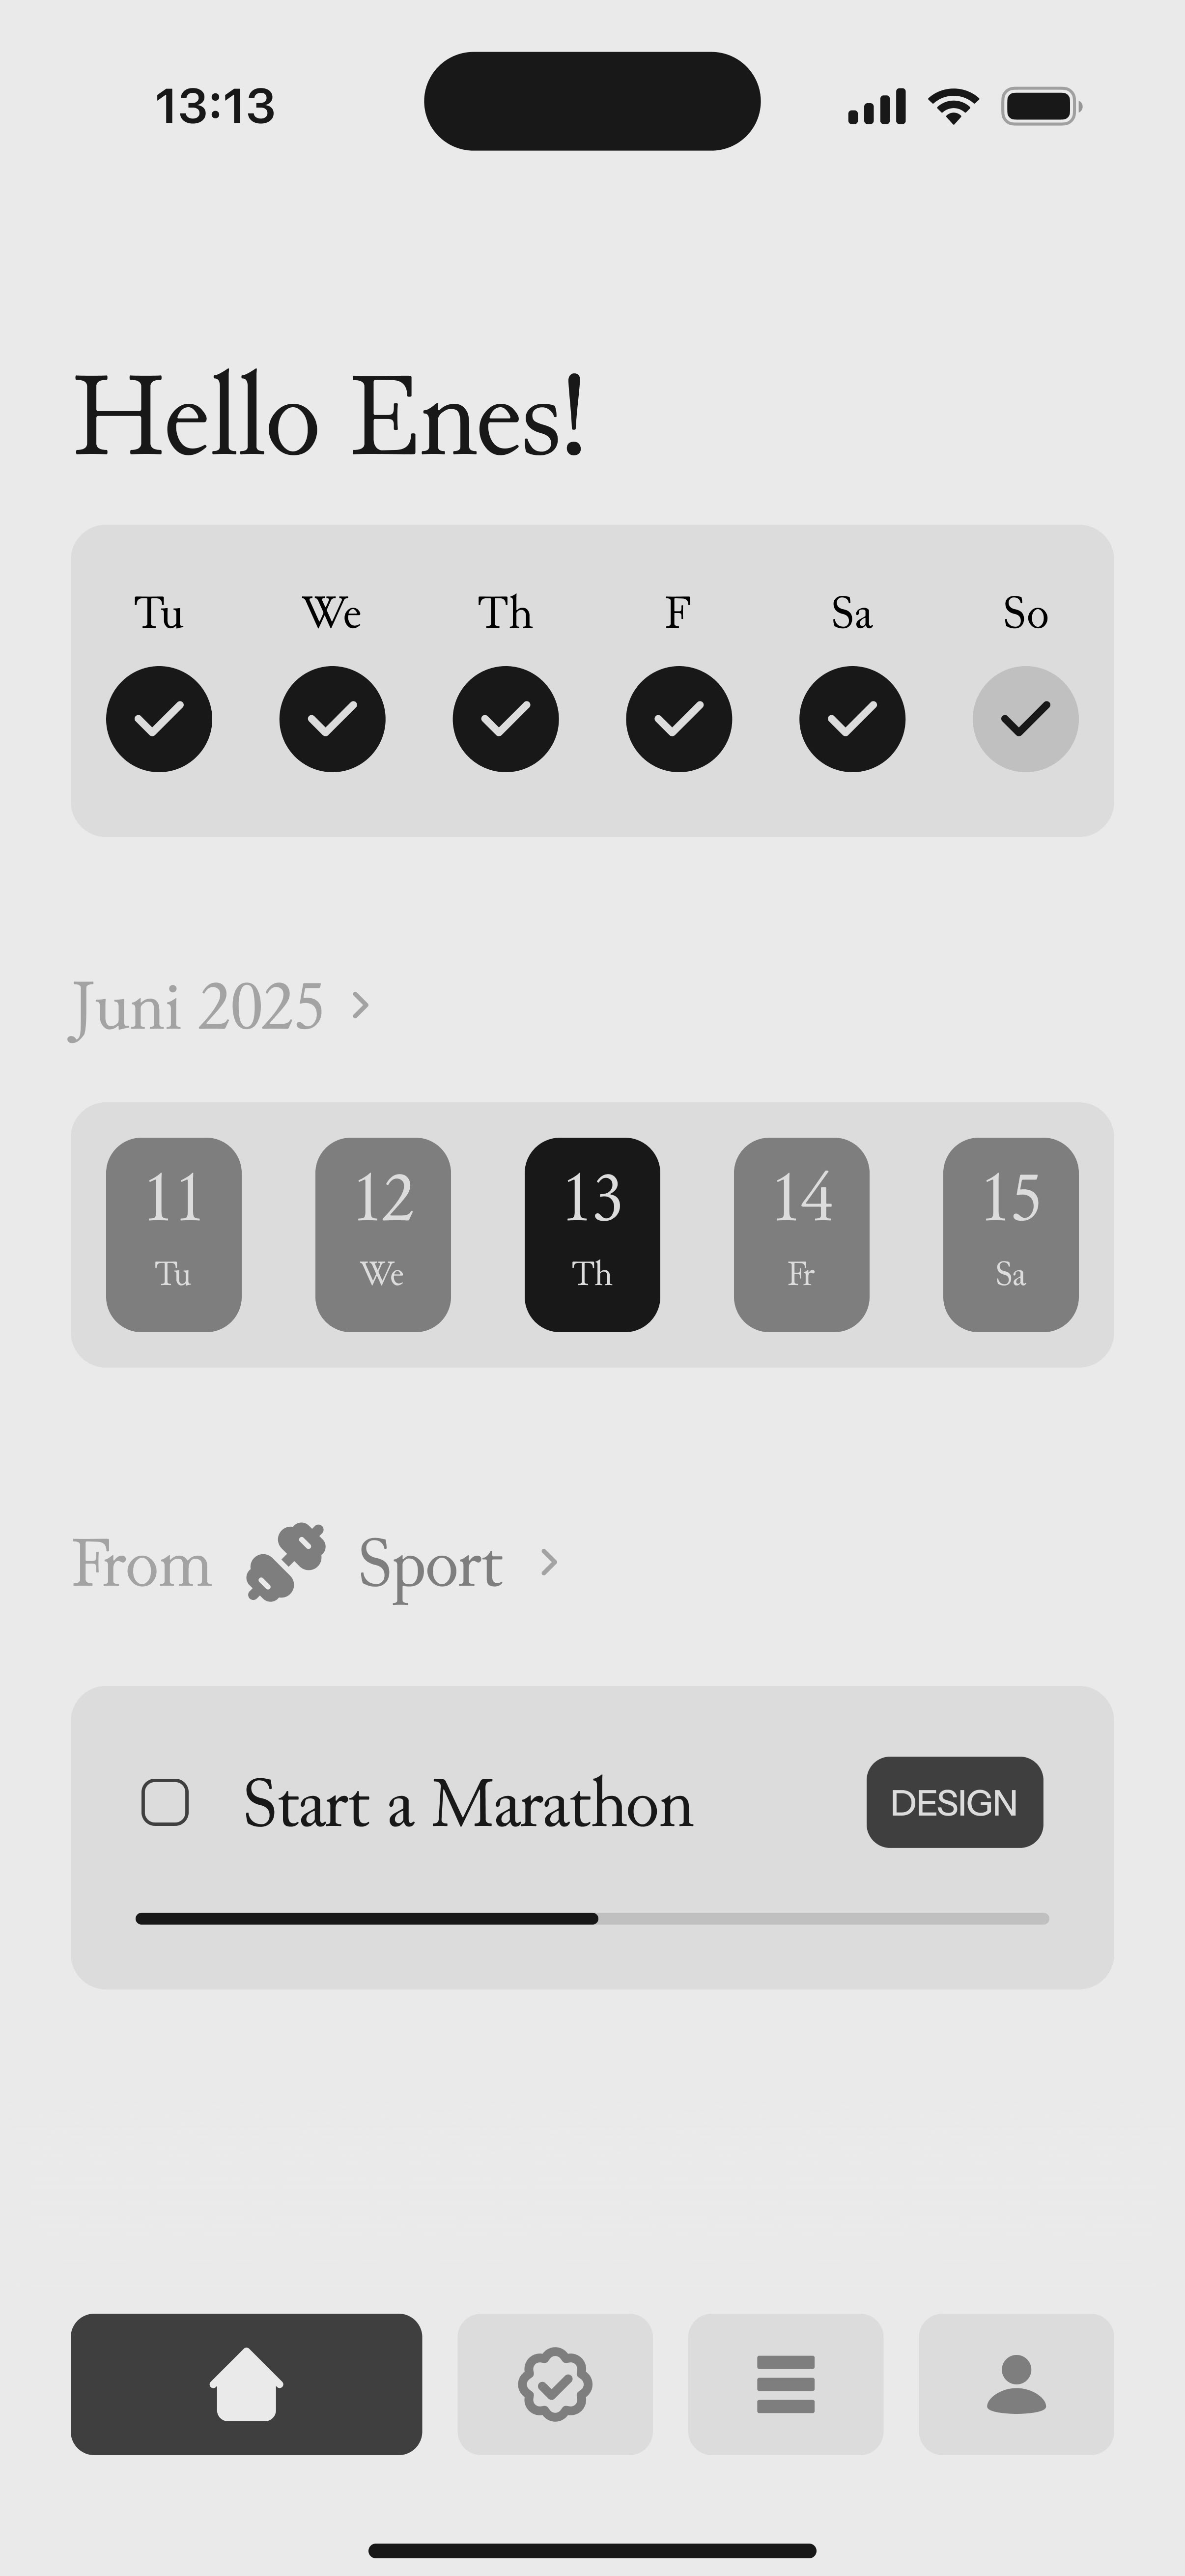 13:13
Hello Enes!
Tu We Th F Sa So
Juni 2025
11 12 13 14 15
Tu We Th Fr Sa
From Sport
Start a Marathon DESIGN